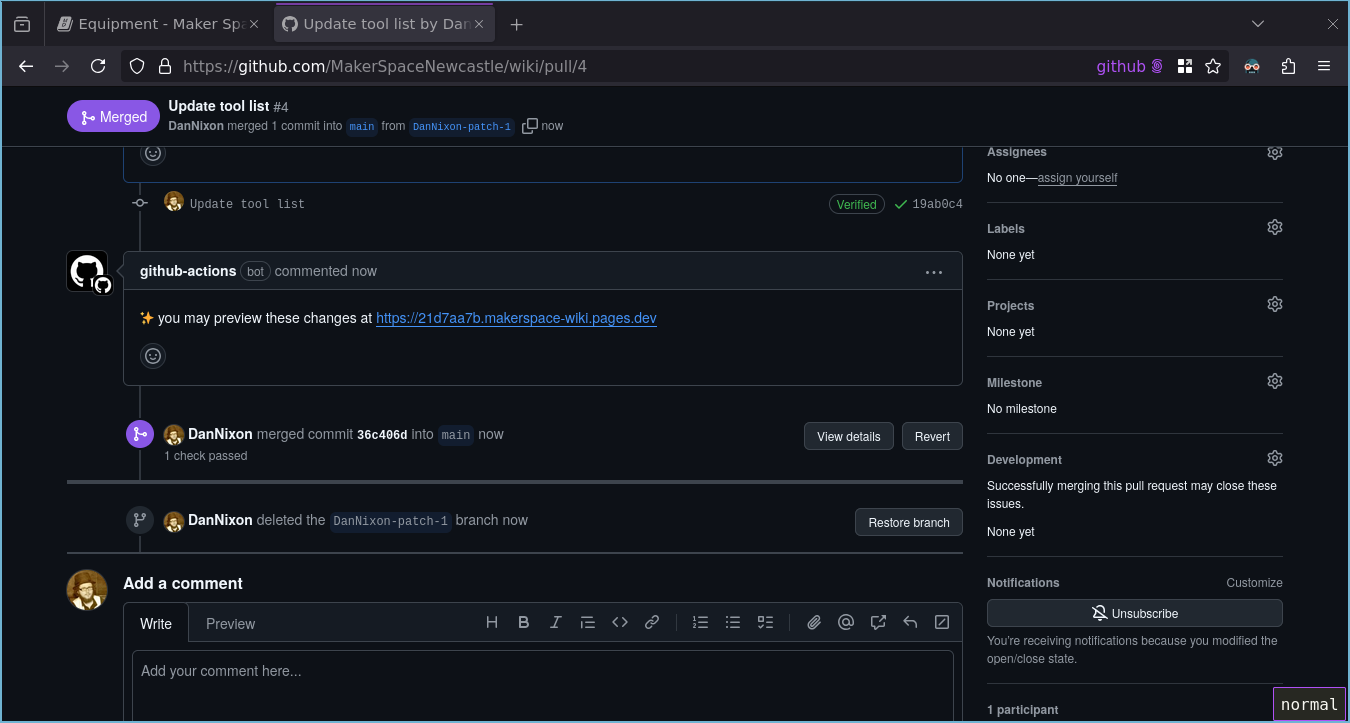 Equipment - Maker Spa
Update tool list by Dan
https://github.com/MakerSpaceNewcastle/wiki/pull/4
github
Merged
Update tool list #4
DanNixon merged 1 commit into main from DanNixon-patch-1 now
Update tool list
Verified
19ab0c4
github-actions bot commented now
✨ you may preview these changes at https://21d7aa7b.makerspace-wiki.pages.dev
DanNixon merged commit 36c406d into main now
View details
Revert
1 check passed
DanNixon deleted the DanNixon-patch-1 branch now
Restore branch
Add a comment
Write
Preview
Add your comment here...
Assignees
No one—assign yourself
Labels
None yet
Projects
None yet
Milestone
No milestone
Development
Successfully merging this pull request may close these
issues.
None yet
Notifications
Customize
Unsubscribe
You're receiving notifications because you modified the
open/close state.
1 participant
normal